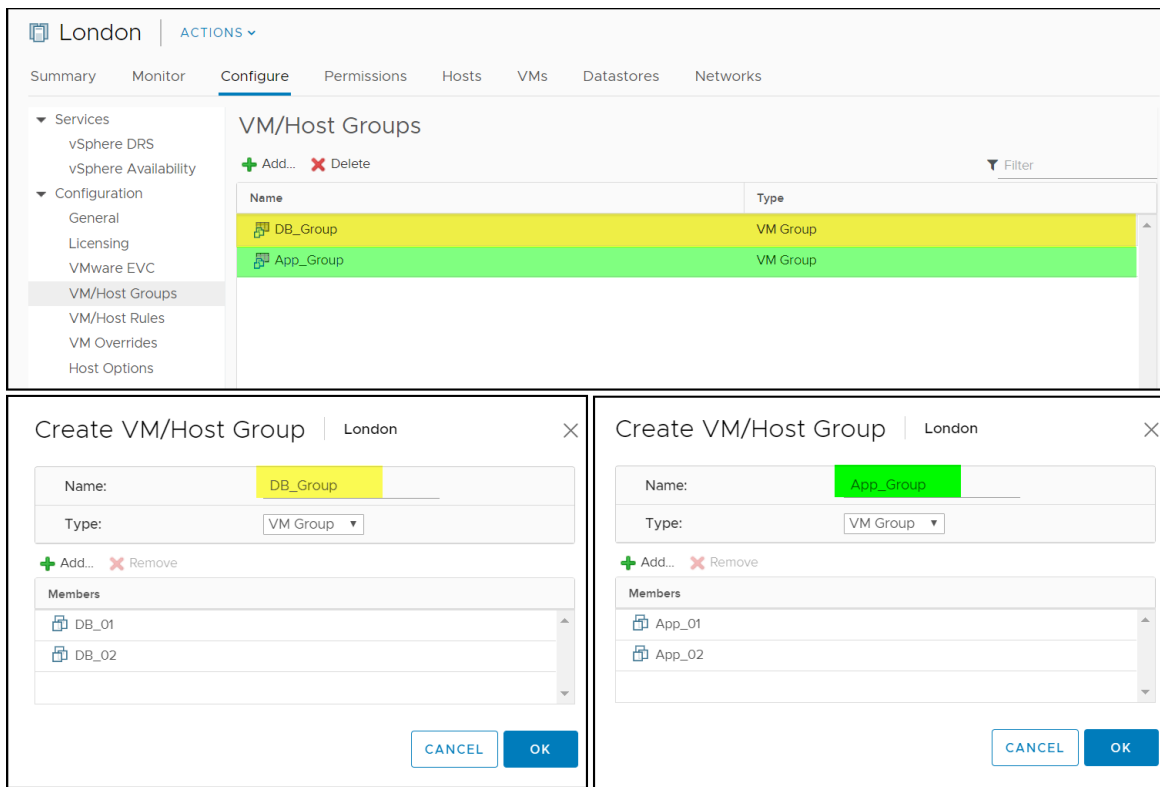 London ACTIONS
Summary Monitor Configure Permissions Hosts VMs Datastores Networks
Services
vSphere DRS
vSphere Availability
Configuration
General
Licensing
VMware EVC
VM/Host Groups
VM/Host Rules
VM Overrides
Host Options
VM/Host Groups
Add... Delete
Filter
Name Type
DB_Group VM Group
App_Group VM Group
Create VM/Host Group London
Name: DB_Group
Type: VM Group
Add... Remove
Members
DB_01
DB_02
CANCEL OK
Create VM/Host Group London
Name: App_Group
Type: VM Group
Add... Remove
Members
App_01
App_02
CANCEL OK